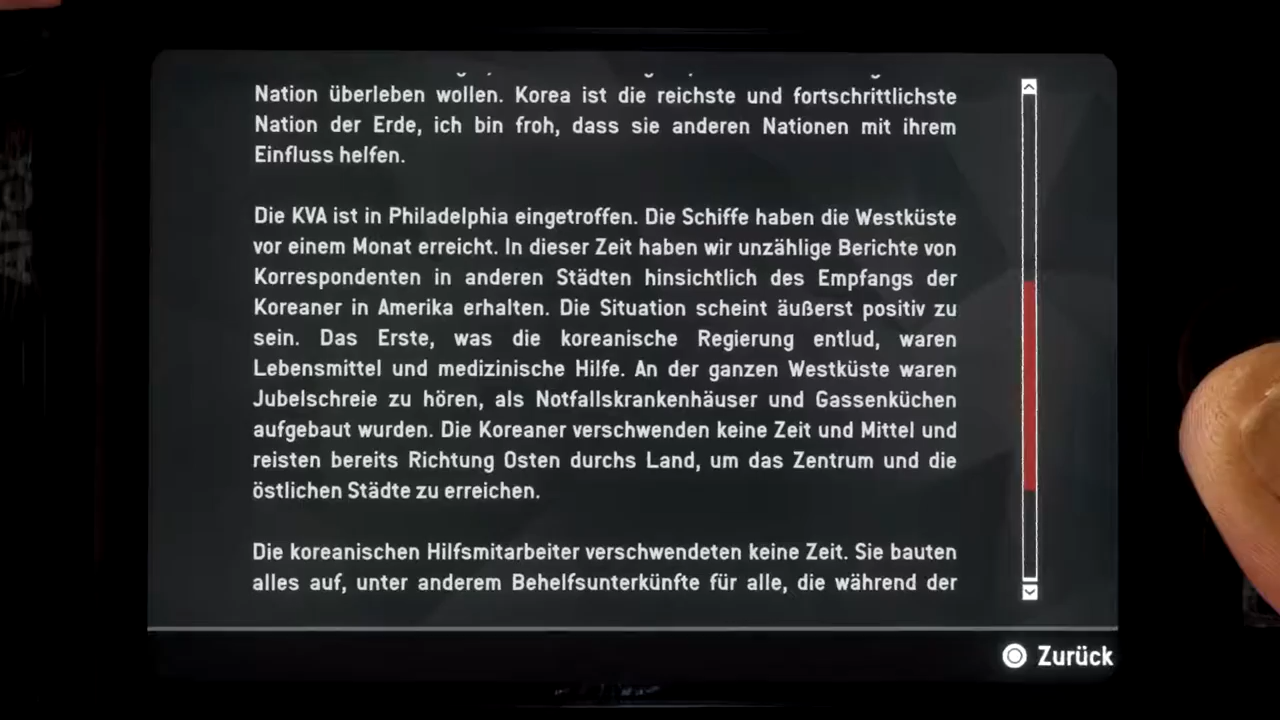 Nation überleben wollen. Korea ist die reichste und fortschrittlichste
Nation der Erde, ich bin froh, dass sie anderen Nationen mit ihrem
Einfluss helfen.
Die KVA ist in Philadelphia eingetroffen. Die Schiffe haben die Westküste
vor einem Monat erreicht. In dieser Zeit haben wir unzählige Berichte von
Korrespondenten in anderen Städten hinsichtlich des Empfangs der
Koreaner in Amerika erhalten. Die Situation scheint äußerst positiv zu
sein. Das Erste, was die koreanische Regierung entlud, waren
Lebensmittel und medizinische Hilfe. An der ganzen Westküste waren
Jubelschreie zu hören, als Notfallskrankenhäuser und Gassenküchen
aufgebaut wurden. Die Koreaner verschwenden keine Zeit und Mittel und
reisten bereits Richtung Osten durchs Land, um das Zentrum und die
östlichen Städte zu erreichen.
Die koreanischen Hilfsmitarbeiter verschwendeten keine Zeit. Sie bauten
alles auf, unter anderem Behelfsunterkünfte für alle, die während der
Zurück
APEX